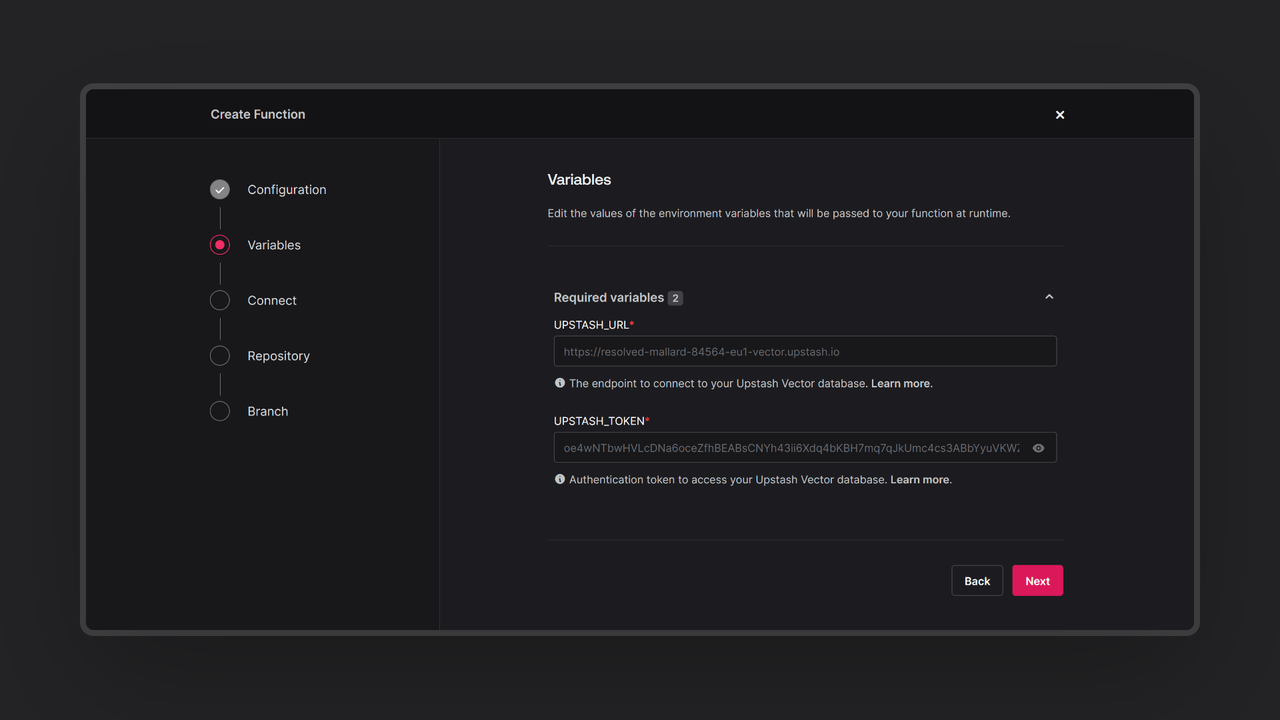 Create Function
Configuration
Variables
Connect
Repository
Branch
Variables
Edit the values of the environment variables that will be passed to your function at runtime.
Required variables 2
UPSTASH_URL*
https://resolved-mallard-84564-eu1-vector.upstash.io
The endpoint to connect to your Upstash Vector database. Learn more.
UPSTASH_TOKEN*
oe4wNTbwHVLcDNa6oceZfhBEABsCNYh43ii6Xdq4bKBH7mq7qJkUmc4cs3ABbYyuVKW
Authentication token to access your Upstash Vector database. Learn more.
Back
Next